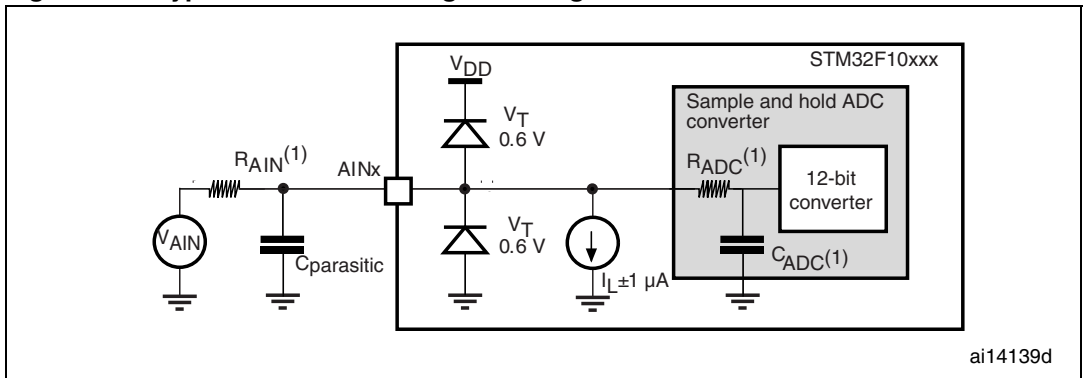 STM32F10xxx
VDD
Sample and hold ADC
converter
VT
0.6 V
RAIN(1)
AINx
RADC(1)
12-bit
converter
VAIN
Cparasitic
VT
0.6 V
IL±1 µA
CADC(1)
ai14139d